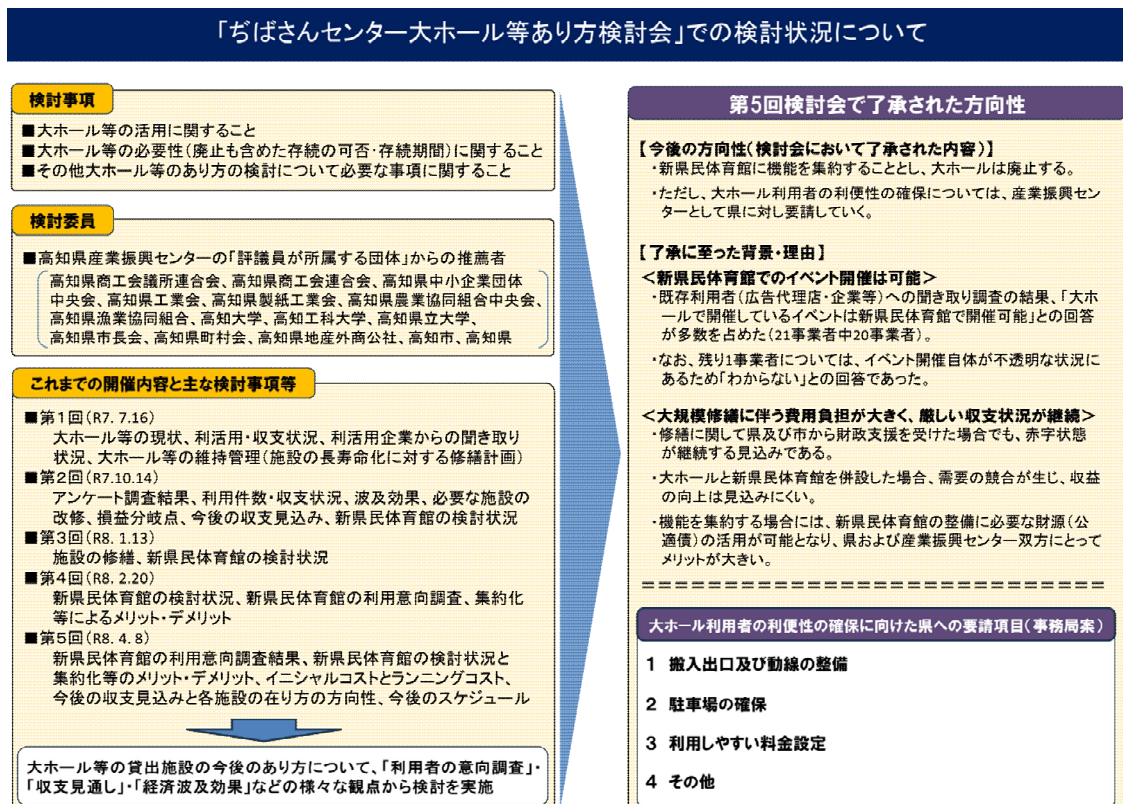 「ぢばさんセンター大ホール等あり方検討会」での検討状況について
検討事項
■大ホール等の活用に関すること
■大ホール等の必要性(廃止も含めた存続の可否・存続期間)に関すること
■その他大ホール等のあり方の検討について必要な事項に関すること
検討委員
■高知県産業振興センターの「評議員が所属する団体」からの推薦者
高知県商工会議所連合会、高知県商工会連合会、高知県中小企業団体
中央会、高知県工業会、高知県製紙工業会、高知県農業協同組合中央会、
高知県漁業協同組合、高知大学、高知工科大学、高知県立大学、
高知県市長会、高知県町村会、高知県地産外商公社、高知市、高知県
これまでの開催内容と主な検討事項等
■第1回(R7. 7.16)
大ホール等の現状、利活用・収支状況、利活用企業からの聞き取り
状況、大ホール等の維持管理(施設の長寿命化に対する修繕計画)
■第2回(R7.10.14)
アンケート調査結果、利用件数・収支状況、波及効果、必要な施設の
改修、損益分岐点、今後の収支見込み、新県民体育館の検討状況
■第3回(R8. 1.13)
施設の修繕、新県民体育館の検討状況
■第4回(R8. 2.20)
新県民体育館の検討状況、新県民体育館の利用意向調査、集約化
等によるメリット・デメリット
■第5回(R8. 4. 8)
新県民体育館の利用意向調査結果、新県民体育館の検討状況と
集約化等のメリット・デメリット、イニシャルコストとランニングコスト、
今後の収支見込みと各施設の在り方の方向性、今後のスケジュール
大ホール等の貸出施設の今後のあり方について、「利用者の意向調査」・
「収支見通し」・「経済波及効果」などの様々な観点から検討を実施
第5回検討会で了承された方向性
【今後の方向性(検討会において了承された内容)】
・新県民体育館に機能を集約することとし、大ホールは廃止する。
・ただし、大ホール利用者の利便性の確保については、産業振興セン
ターとして県に対し要請していく。
【了承に至った背景・理由】
<新県民体育館でのイベント開催は可能>
・既存利用者(広告代理店・企業等)への聞き取り調査の結果、「大ホ
ールで開催しているイベントは新県民体育館で開催可能」との回答
が多数を占めた(21事業者中20事業者)。
・なお、残り1事業者については、イベント開催自体が不透明な状況に
あるため「わからない」との回答であった。
<大規模修繕に伴う費用負担が大きく、厳しい収支状況が継続>
・修繕に関して県及び市から財政支援を受けた場合でも、赤字状態
が継続する見込みである。
・大ホールと新県民体育館を併設した場合、需要の競合が生じ、収益
の向上は見込みにくい。
・機能を集約する場合には、新県民体育館の整備に必要な財源(公
適債)の活用が可能となり、県および産業振興センター双方にとって
メリットが大きい。
============================
大ホール利用者の利便性の確保に向けた県への要請項目(事務局案)
1 搬入出口及び動線の整備
2 駐車場の確保
3 利用しやすい料金設定
4 その他